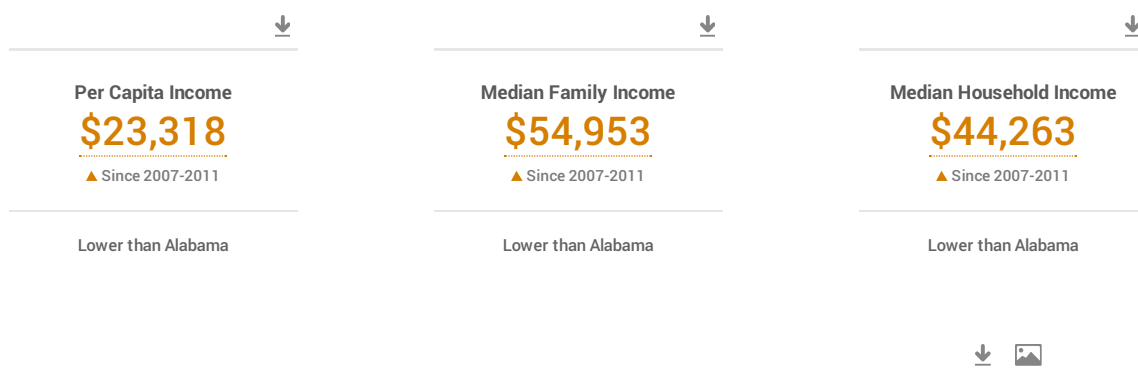 Per Capita Income
$23,318
▲ Since 2007-2011
Lower than Alabama
Median Family Income
$54,953
▲ Since 2007-2011
Lower than Alabama
Median Household Income
$44,263
▲ Since 2007-2011
Lower than Alabama